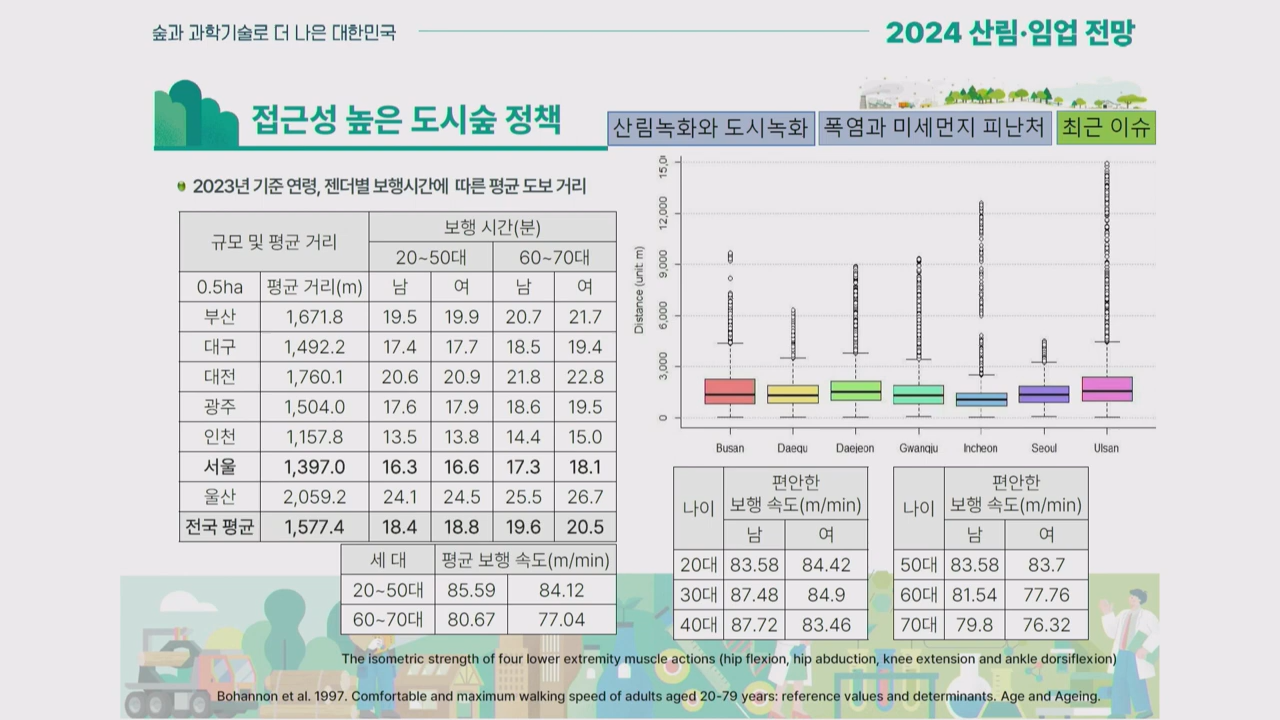 숲과 과학기술로 더 나은 대한민국
2024 산림·임업 전망
접근성 높은 도시숲 정책
산림녹화와 도시녹화
폭염과 미세먼지 피난처
최근 이슈
2023년 기준 연령, 젠더별 보행시간에 따른 평균 도보 거리
규모 및 평균 거리 보행 시간(분)
20~50대 60~70대
0.5ha 평균 거리(m) 남 여 남 여
부산 1,671.8 19.5 19.9 20.7 21.7
대구 1,492.2 17.4 17.7 18.5 19.4
대전 1,760.1 20.6 20.9 21.8 22.8
광주 1,504.0 17.6 17.9 18.6 19.5
인천 1,157.8 13.5 13.8 14.4 15.0
서울 1,397.0 16.3 16.6 17.3 18.1
울산 2,059.2 24.1 24.5 25.5 26.7
전국 평균 1,577.4 18.4 18.8 19.6 20.5
세 대 평균 보행 속도(m/min)
20~50대 85.59 84.12
60~70대 80.67 77.04
Distance (unit: m)
15,0
12,000
9,000
6,000
3,000
0
Busan Daegu Daejeon Gwangju Incheon Seoul Ulsan
나이 편안한
보행 속도(m/min)
남 여
20대 83.58 84.42
30대 87.48 84.9
40대 87.72 83.46
나이 편안한
보행 속도(m/min)
남 여
50대 83.58 83.7
60대 81.54 77.76
70대 79.8 76.32
The isometric strength of four lower extremity muscle actions (hip flexion, hip abduction, knee extension and ankle dorsiflexion)
Bohannon et al. 1997. Comfortable and maximum walking speed of adults aged 20-79 years: reference values and determinants. Age and Ageing.